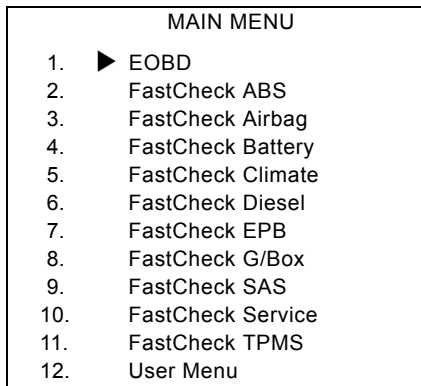 MAIN MENU
1. ▶ EOBD
2. FastCheck ABS
3. FastCheck Airbag
4. FastCheck Battery
5. FastCheck Climate
6. FastCheck Diesel
7. FastCheck EPB
8. FastCheck G/Box
9. FastCheck SAS
10. FastCheck Service
11. FastCheck TPMS
12. User Menu